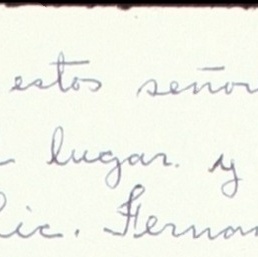 estos señor
lugar. y
Lic. Fernan